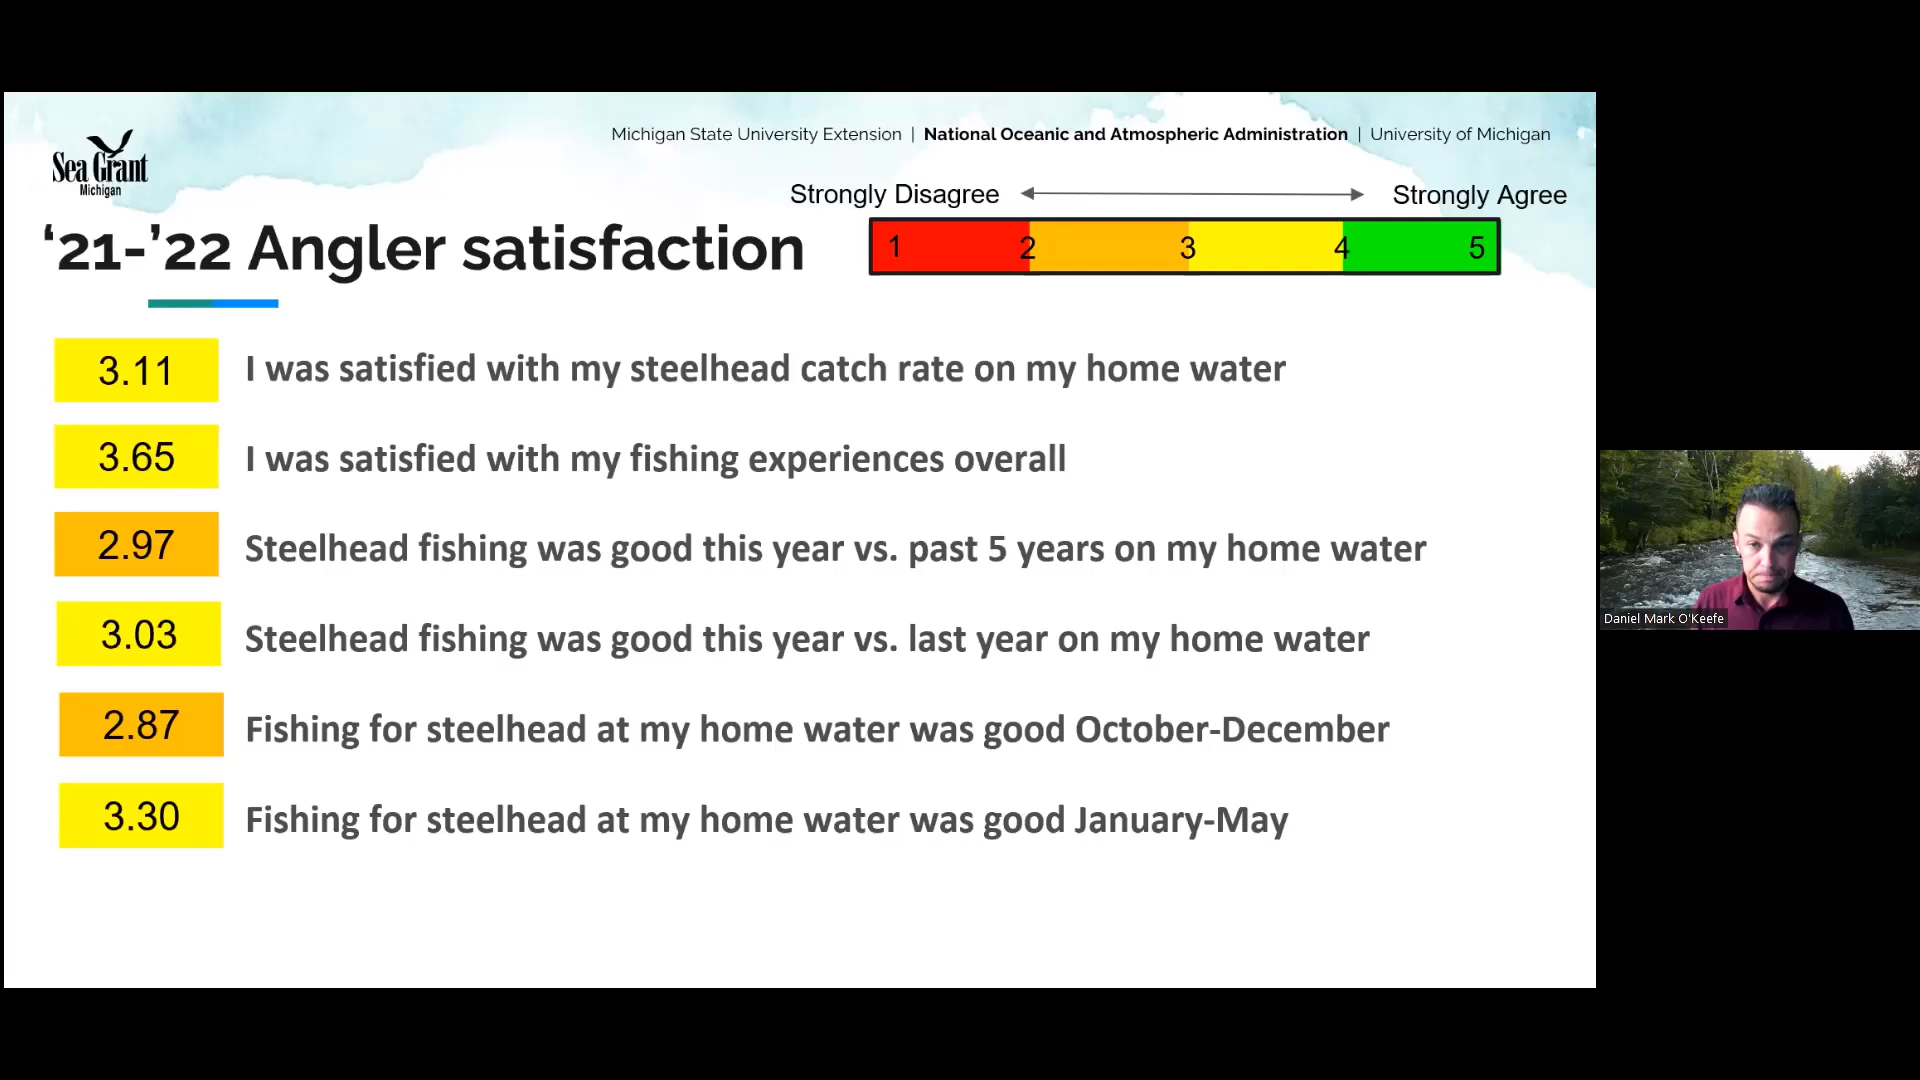 Sea Grant
Michigan
Michigan State University Extension | National Oceanic and Atmospheric Administration | University of Michigan
Strongly Disagree Strongly Agree
‘21-’22 Angler satisfaction
1 2 3 4 5
3.11 I was satisfied with my steelhead catch rate on my home water
3.65 I was satisfied with my fishing experiences overall
2.97 Steelhead fishing was good this year vs. past 5 years on my home water
3.03 Steelhead fishing was good this year vs. last year on my home water
2.87 Fishing for steelhead at my home water was good October-December
3.30 Fishing for steelhead at my home water was good January-May
Daniel Mark O'Keefe